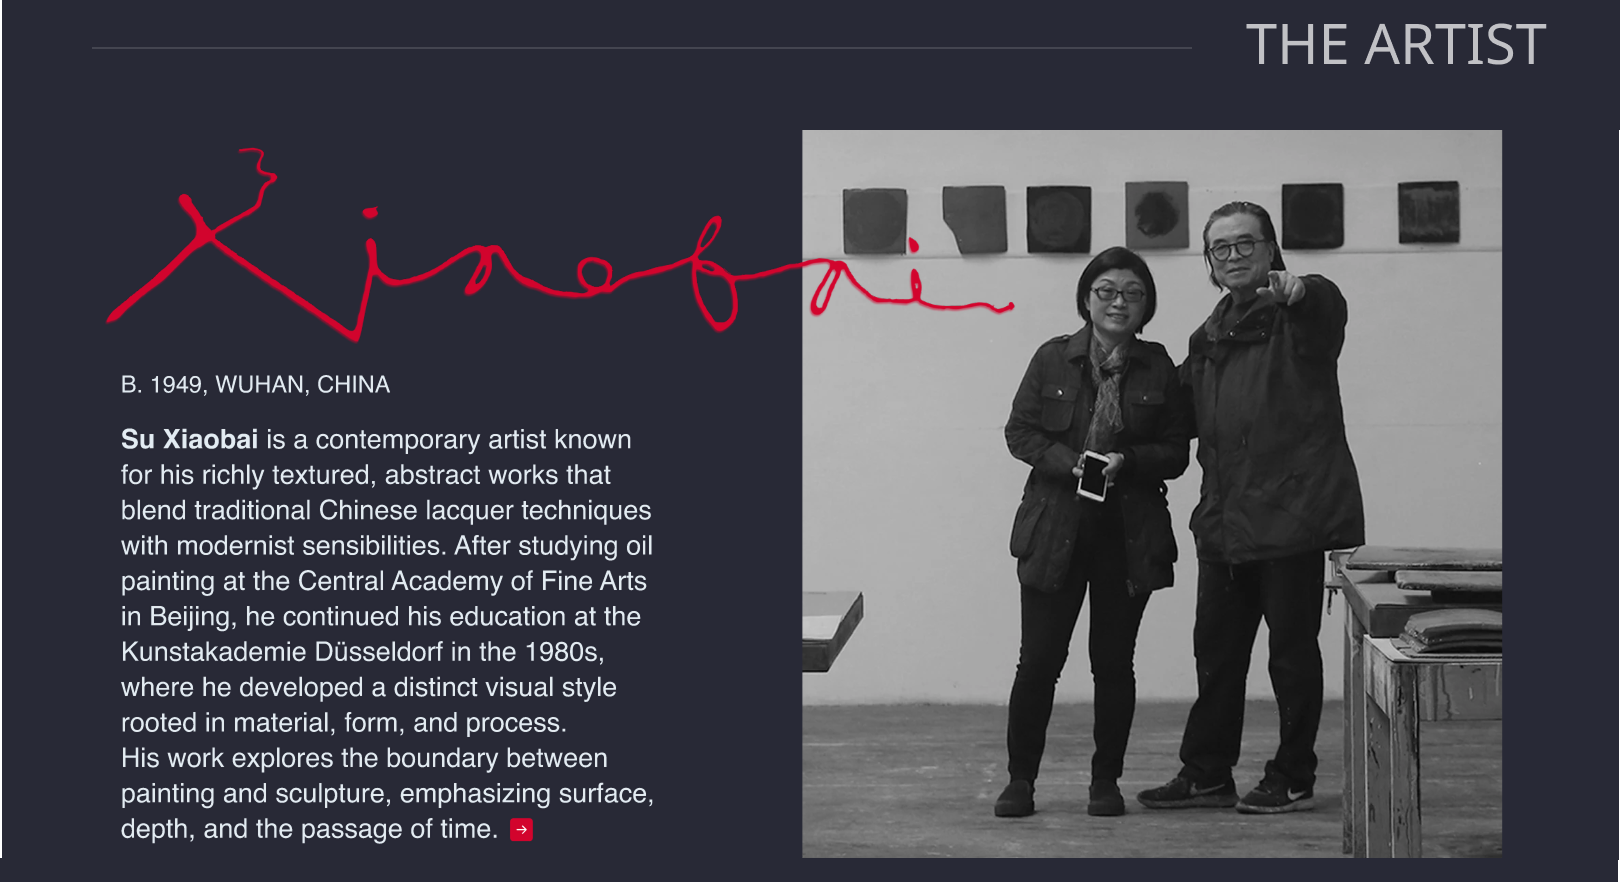 THE ARTIST
Xiaobai
B. 1949, WUHAN, CHINA
Su Xiaobai is a contemporary artist known
for his richly textured, abstract works that
blend traditional Chinese lacquer techniques
with modernist sensibilities. After studying oil
painting at the Central Academy of Fine Arts
in Beijing, he continued his education at the
Kunstakademie Düsseldorf in the 1980s,
where he developed a distinct visual style
rooted in material, form, and process.
His work explores the boundary between
painting and sculpture, emphasizing surface,
depth, and the passage of time. →